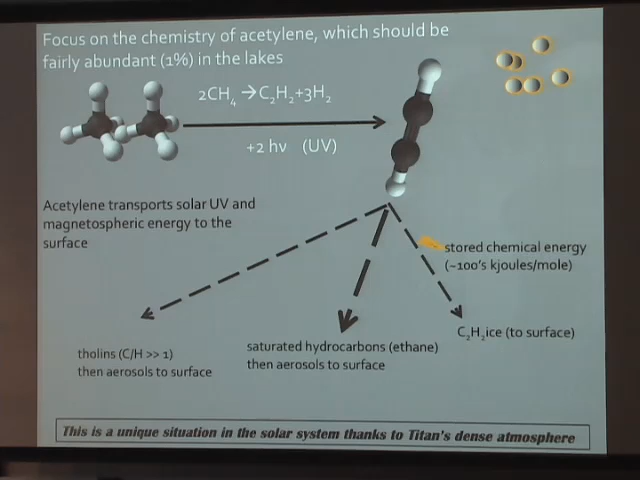 Focus on the chemistry of acetylene, which should be
fairly abundant (1%) in the lakes
2CH₄ →C₂H₂+3H₂
+2 hν (UV)
Acetylene transports solar UV and
magnetospheric energy to the
surface
stored chemical energy
(~100's kjoules/mole)
C₂H₂ice (to surface)
saturated hydrocarbons (ethane)
then aerosols to surface
tholins (C/H >> 1)
then aerosols to surface
This is a unique situation in the solar system thanks to Titan's dense atmosphere